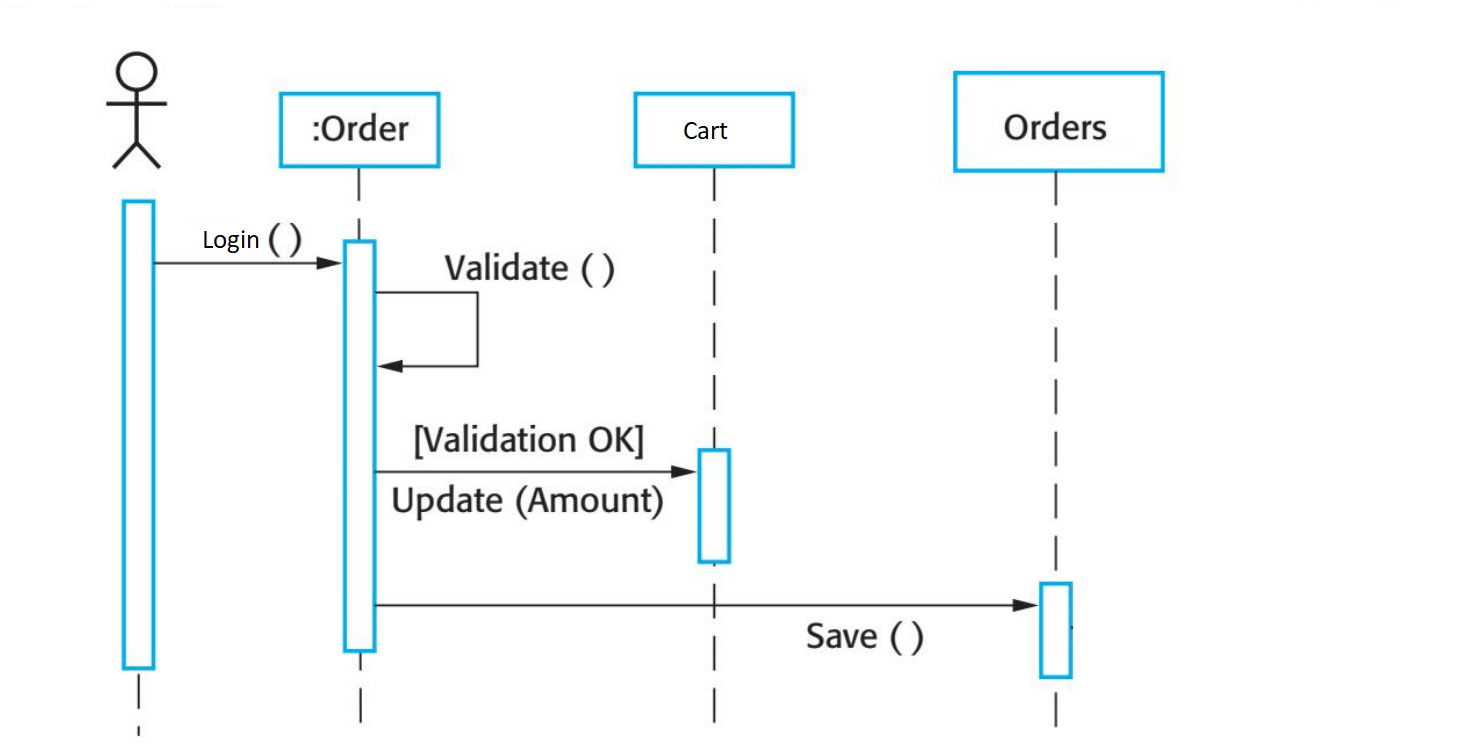 :Order
Cart
Orders
Login ( )
Validate ( )
[Validation OK]
Update (Amount)
Save ( )